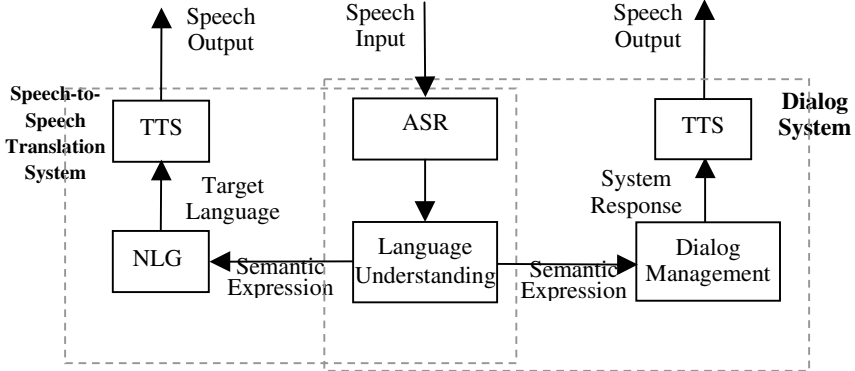 Speech
Output
Speech
Input
Speech
Output
Speech-to-
Speech
Translation
System
TTS
ASR
TTS
Dialog
System
Target
Language
System
Response
NLG
Semantic
Expression
Language
Understanding
Semantic
Expression
Dialog
Management